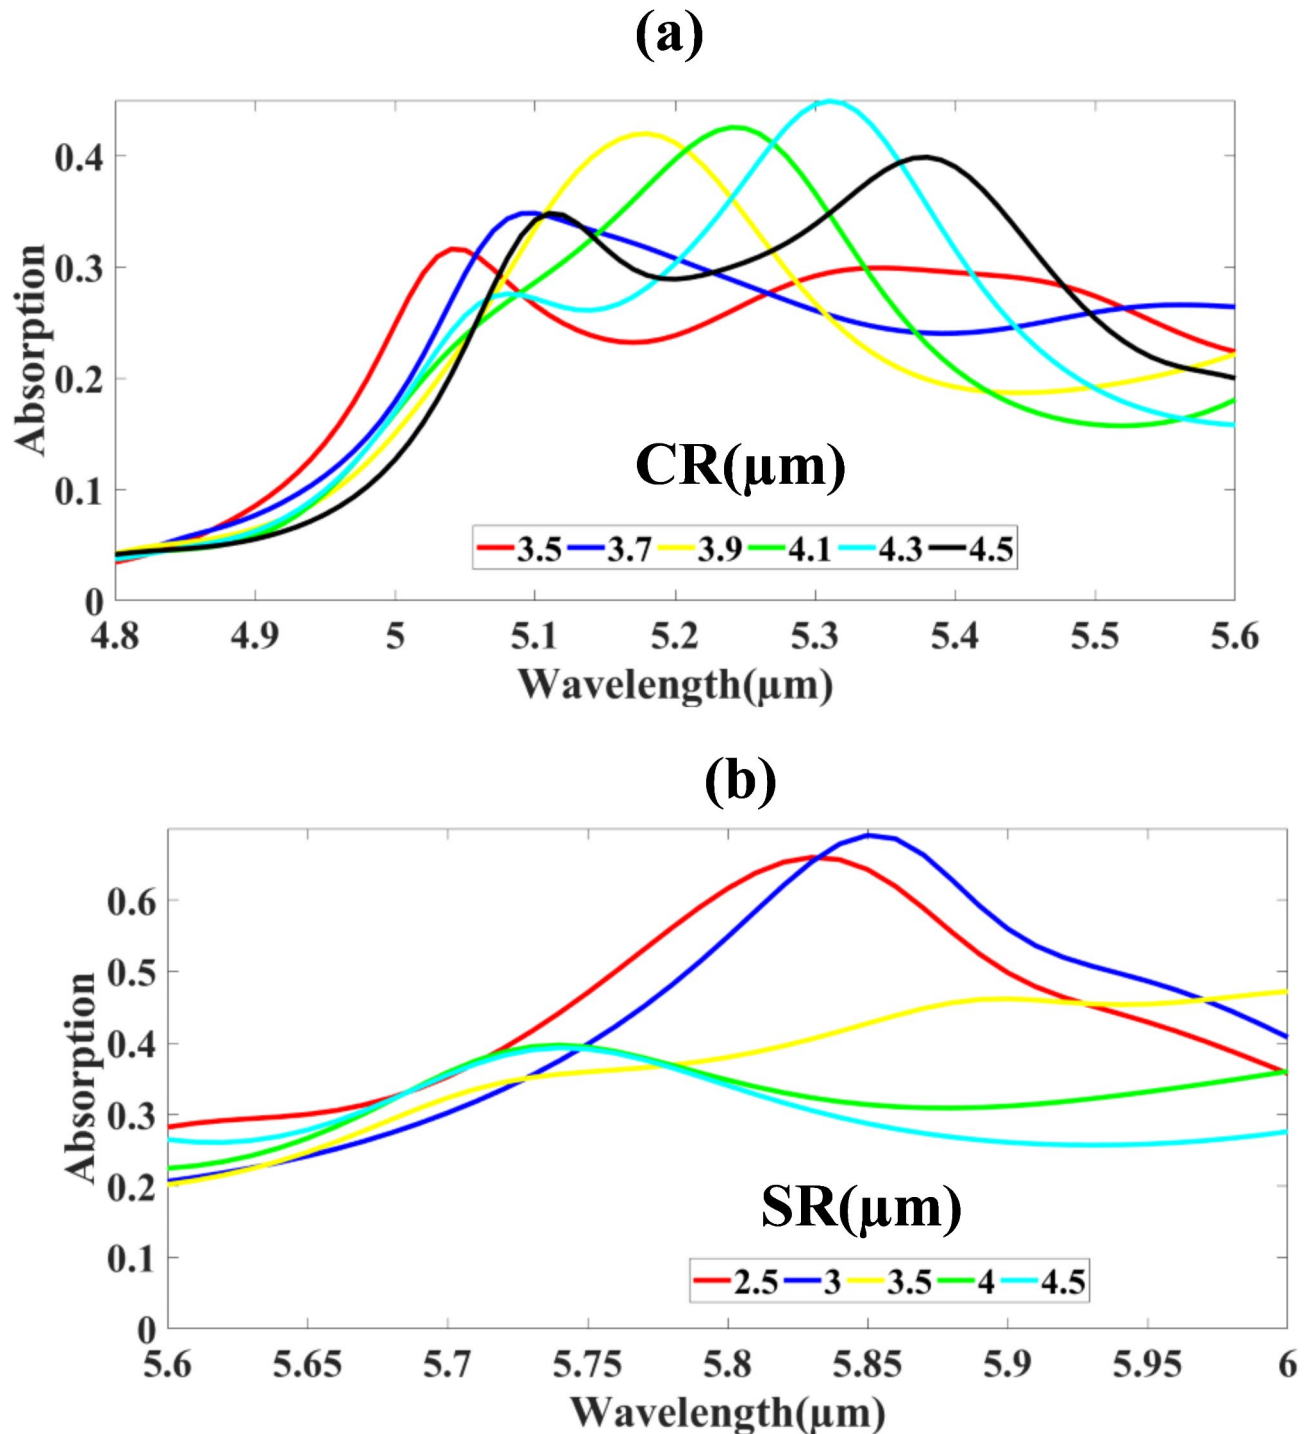 (a)
Absorption
0.4
0.3
0.2
0.1
0
CR(μm)
3.5 3.7 3.9 4.1 4.3 4.5
4.8 4.9 5 5.1 5.2 5.3 5.4 5.5 5.6
Wavelength(μm)
(b)
Absorption
0.6
0.5
0.4
0.3
0.2
0.1
0
SR(μm)
2.5 3 3.5 4 4.5
5.6 5.65 5.7 5.75 5.8 5.85 5.9 5.95 6
Wavelength(μm)